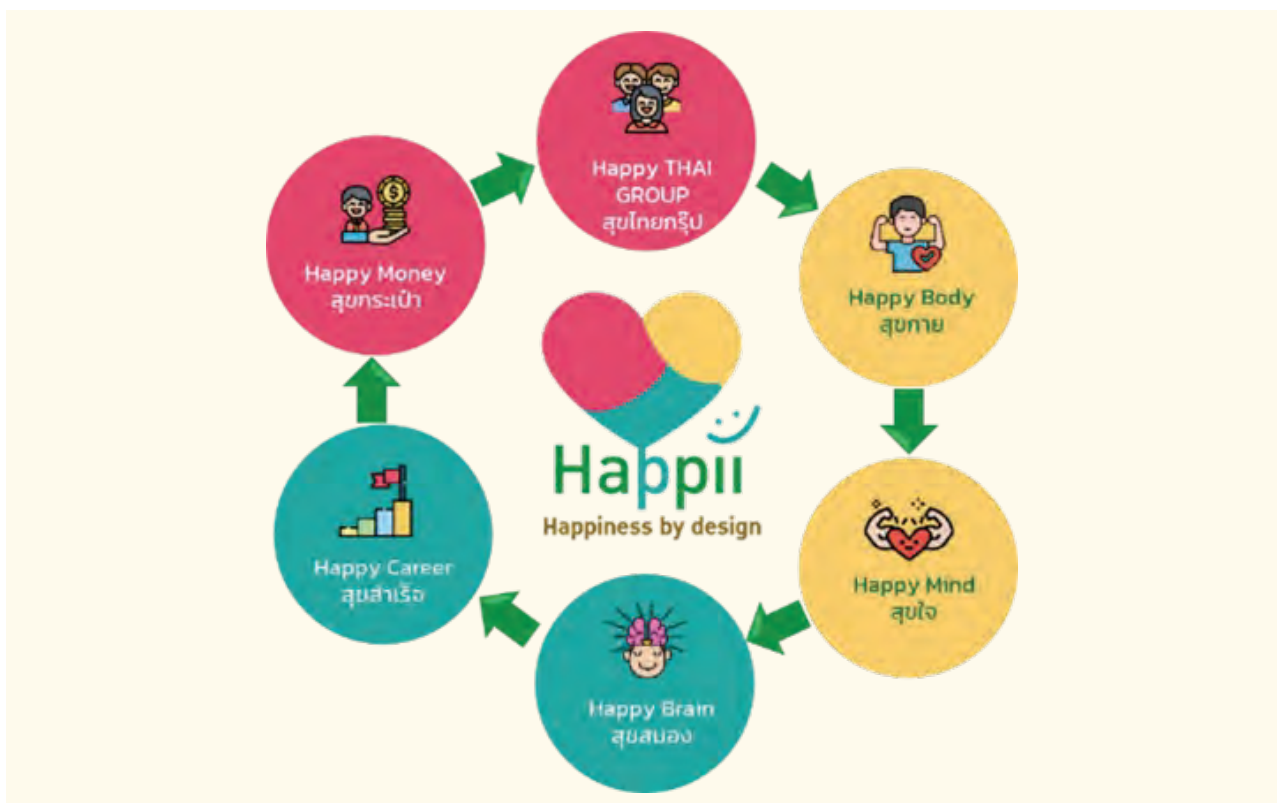 Happy THAI
GROUP
สุขไทยกรุ๊ป
Happy Body
สุขกาย
Happy Mind
สุขใจ
Happy Brain
สุขสมอง
Happy Career
สุขสำเร็จ
Happy Money
สุขกระเป๋า
Happii
Happiness by design